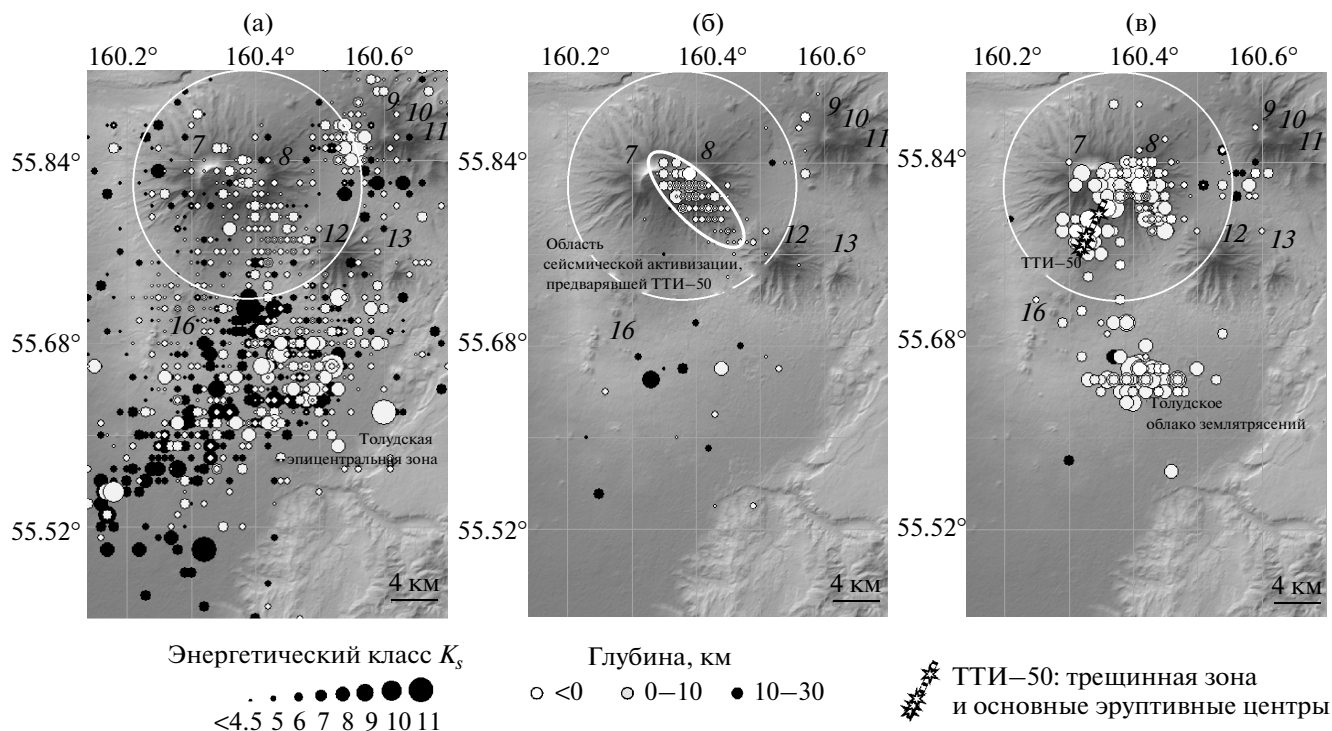 (а)
160.2° 160.4° 160.6°
55.84°
55.68°
55.52°
7
8
9
10
11
12
13
16
Толудская
эпицентральная зона
4 км
(б)
160.2° 160.4° 160.6°
55.84°
55.68°
55.52°
7
8
9
10
11
12
13
16
Область
сейсмической активизации,
предварявшей ТТИ–50
4 км
(в)
160.2° 160.4° 160.6°
55.84°
55.68°
55.52°
7
8
9
10
11
12
13
16
ТТИ–50
Толудское
облако землятрясений
4 км
Энергетический класс Ks
<4.5 5 6 7 8 9 10 11
Глубина, км
<0 0–10 10–30
ТТИ–50: трещинная зона
и основные эруптивные центры